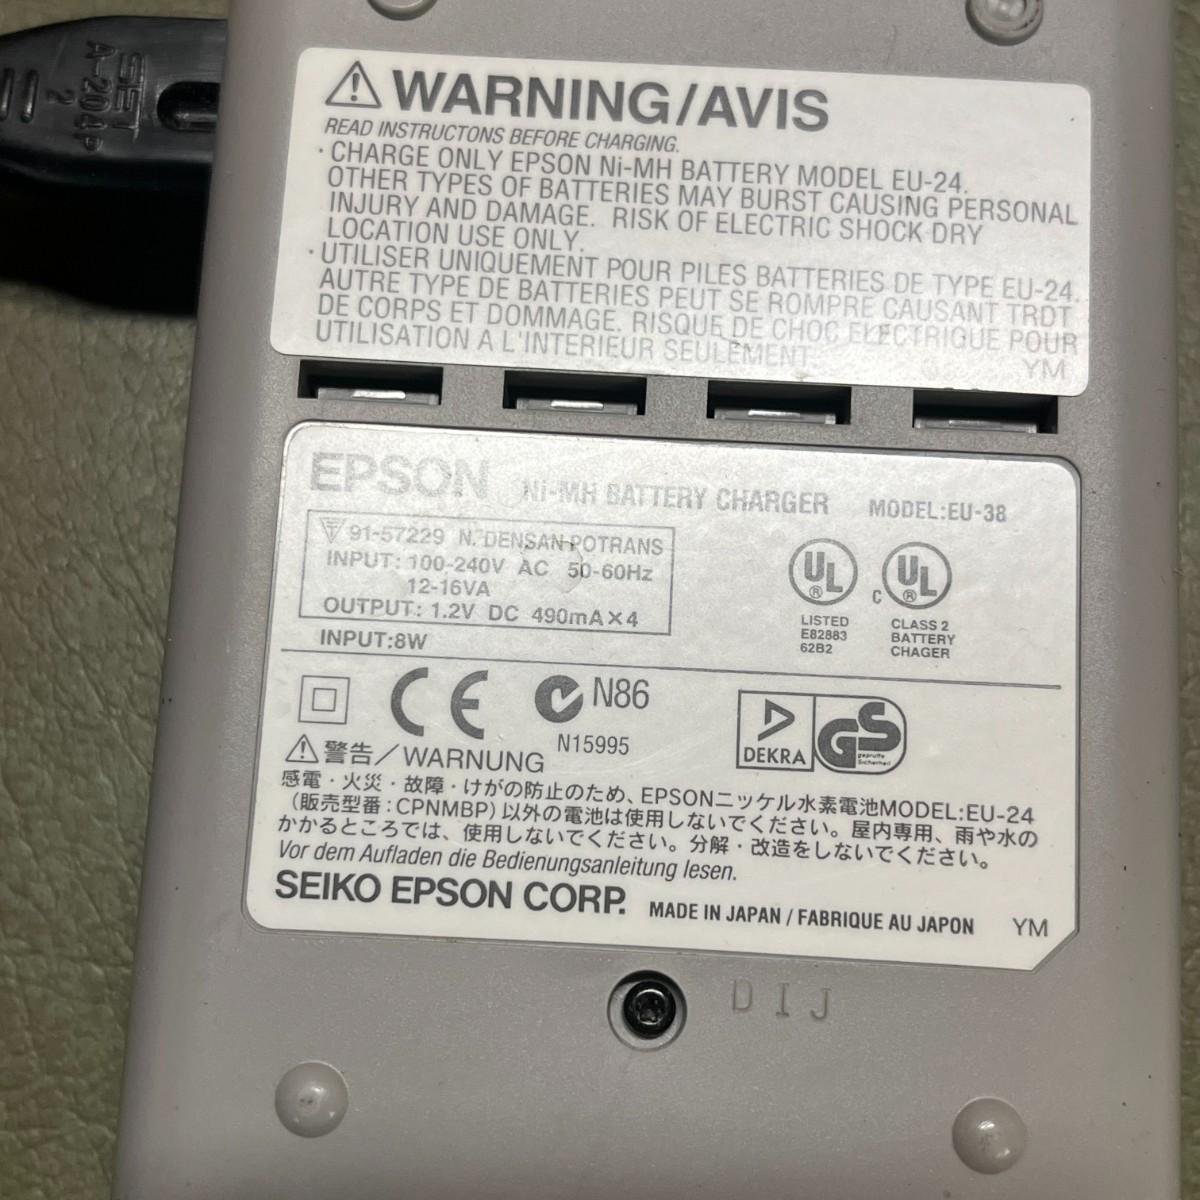 SET
A-204P
2
WARNING/AVIS
READ INSTRUCTONS BEFORE CHARGING.
・CHARGE ONLY EPSON Ni-MH BATTERY MODEL EU-24.
OTHER TYPES OF BATTERIES MAY BURST CAUSING PERSONAL
INJURY AND DAMAGE. RISK OF ELECTRIC SHOCK DRY
LOCATION USE ONLY.
・UTILISER UNIQUEMENT POUR PILES BATTERIES DE TYPE EU-24.
AUTRE TYPE DE BATTERIES PEUT SE ROMPRE CAUSANT TRDT
DE CORPS ET DOMMAGE. RISQUE DE CHOC ELECTRIQUE POUR
UTILISATION A L'INTERIEUR SEULEMENT.
YM
EPSON Ni-MH BATTERY CHARGER MODEL:EU-38
91-57229 N. DENSAN POTRANS
INPUT: 100-240V AC 50-60Hz
12-16VA
OUTPUT: 1.2V DC 490mA×4
INPUT:8W
UL ®
LISTED
E82883
62B2
C UL ®
CLASS 2
BATTERY
CHAGER
CE N86
N15995
DEKRA
GS
geprüfte
Sicherheit
警告／WARNUNG
感電・火災・故障・けがの防止のため、EPSONニッケル水素電池MODEL:EU-24
（販売型番:CPNMBP）以外の電池は使用しないでください。屋内専用、雨や水の
かかるところでは、使用しないでください。分解・改造をしないでください。
Vor dem Aufladen die Bedienungsanleitung lesen.
SEIKO EPSON CORP. MADE IN JAPAN / FABRIQUE AU JAPON YM
DIJ